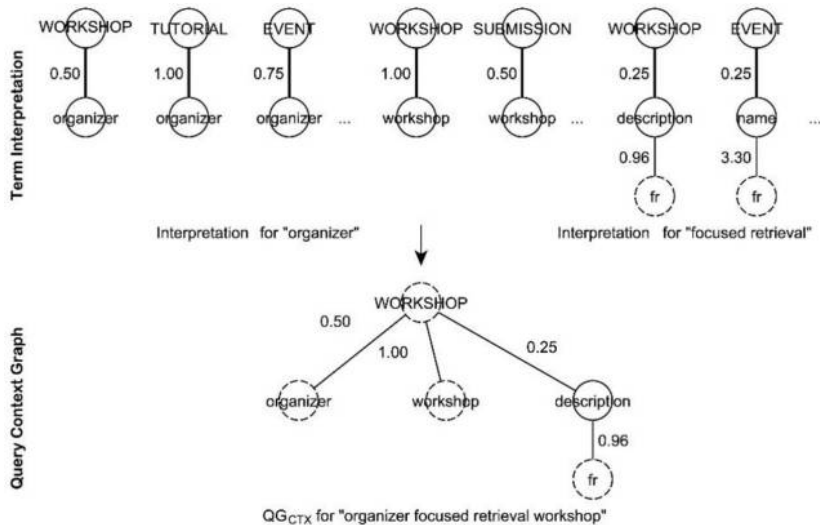 Term Interpretation
WORKSHOP TUTORIAL EVENT WORKSHOP SUBMISSION WORKSHOP EVENT
0.50 1.00 0.75 1.00 0.50 0.25 0.25
organizer organizer organizer ... workshop workshop ... description name ...
0.96 3.30
fr fr
Interpretation for "organizer" Interpretation for "focused retrieval"
Query Context Graph
WORKSHOP
0.50 1.00 0.25
organizer workshop description
0.96
fr
QGCTX for "organizer focused retrieval workshop"